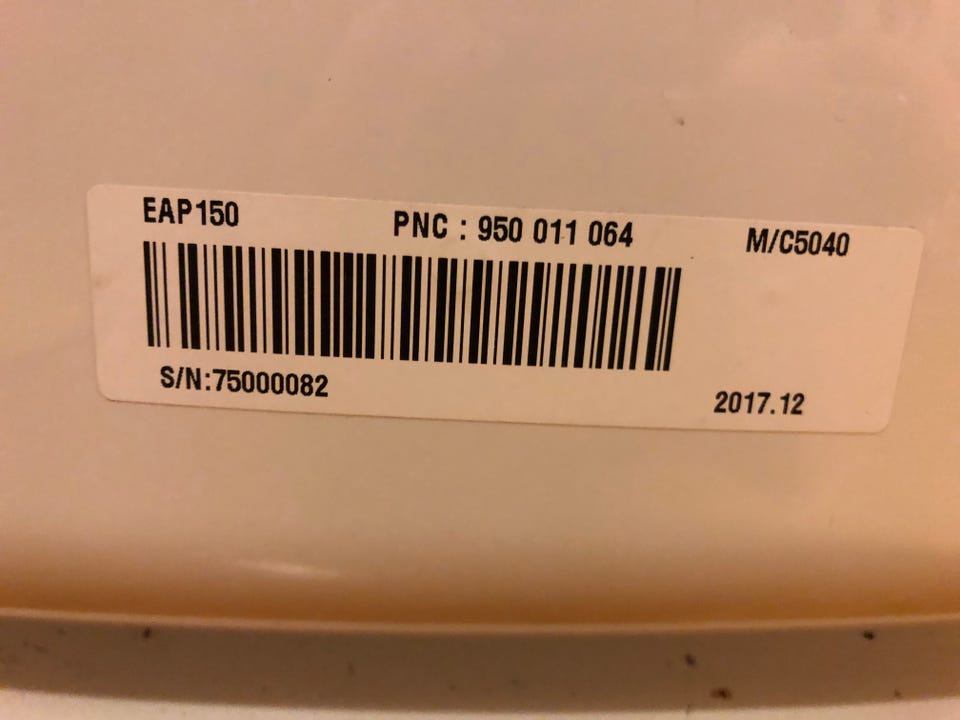 EAP150 PNC : 950 011 064 M/C5040
S/N:75000082 2017.12